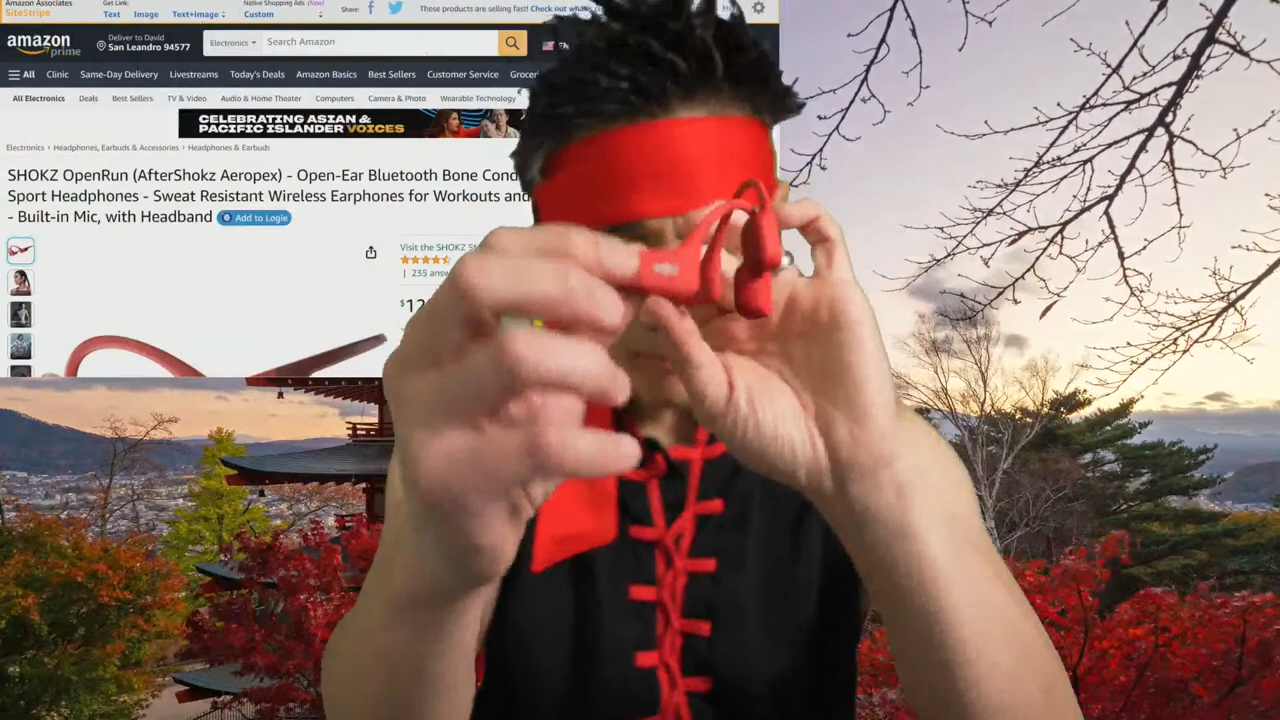 Amazon Associates
SiteStripe
Get Link:
Text Image Text+Image
Native Shopping Ads (New!)
Custom
Share:
These products are selling fast! Check out what's
amazon
prime
Deliver to David
San Leandro 94577
Electronics
Search Amazon
EN
All Clinic Same-Day Delivery Livestreams Today's Deals Amazon Basics Best Sellers Customer Service
All Electronics Deals Best Sellers TV & Video Audio & Home Theater Computers Camera & Photo Wearable Technology
CELEBRATING ASIAN &
PACIFIC ISLANDER VOICES
Electronics › Headphones, Earbuds & Accessories › Headphones & Earbuds
SHOKZ OpenRun (AfterShokz Aeropex) - Open-Ear Bluetooth Bone
Sport Headphones - Sweat Resistant Wireless Earphones for Workouts and
- Built-in Mic, with Headband Add to Logie
Visit the SHOKZ
| 235
$